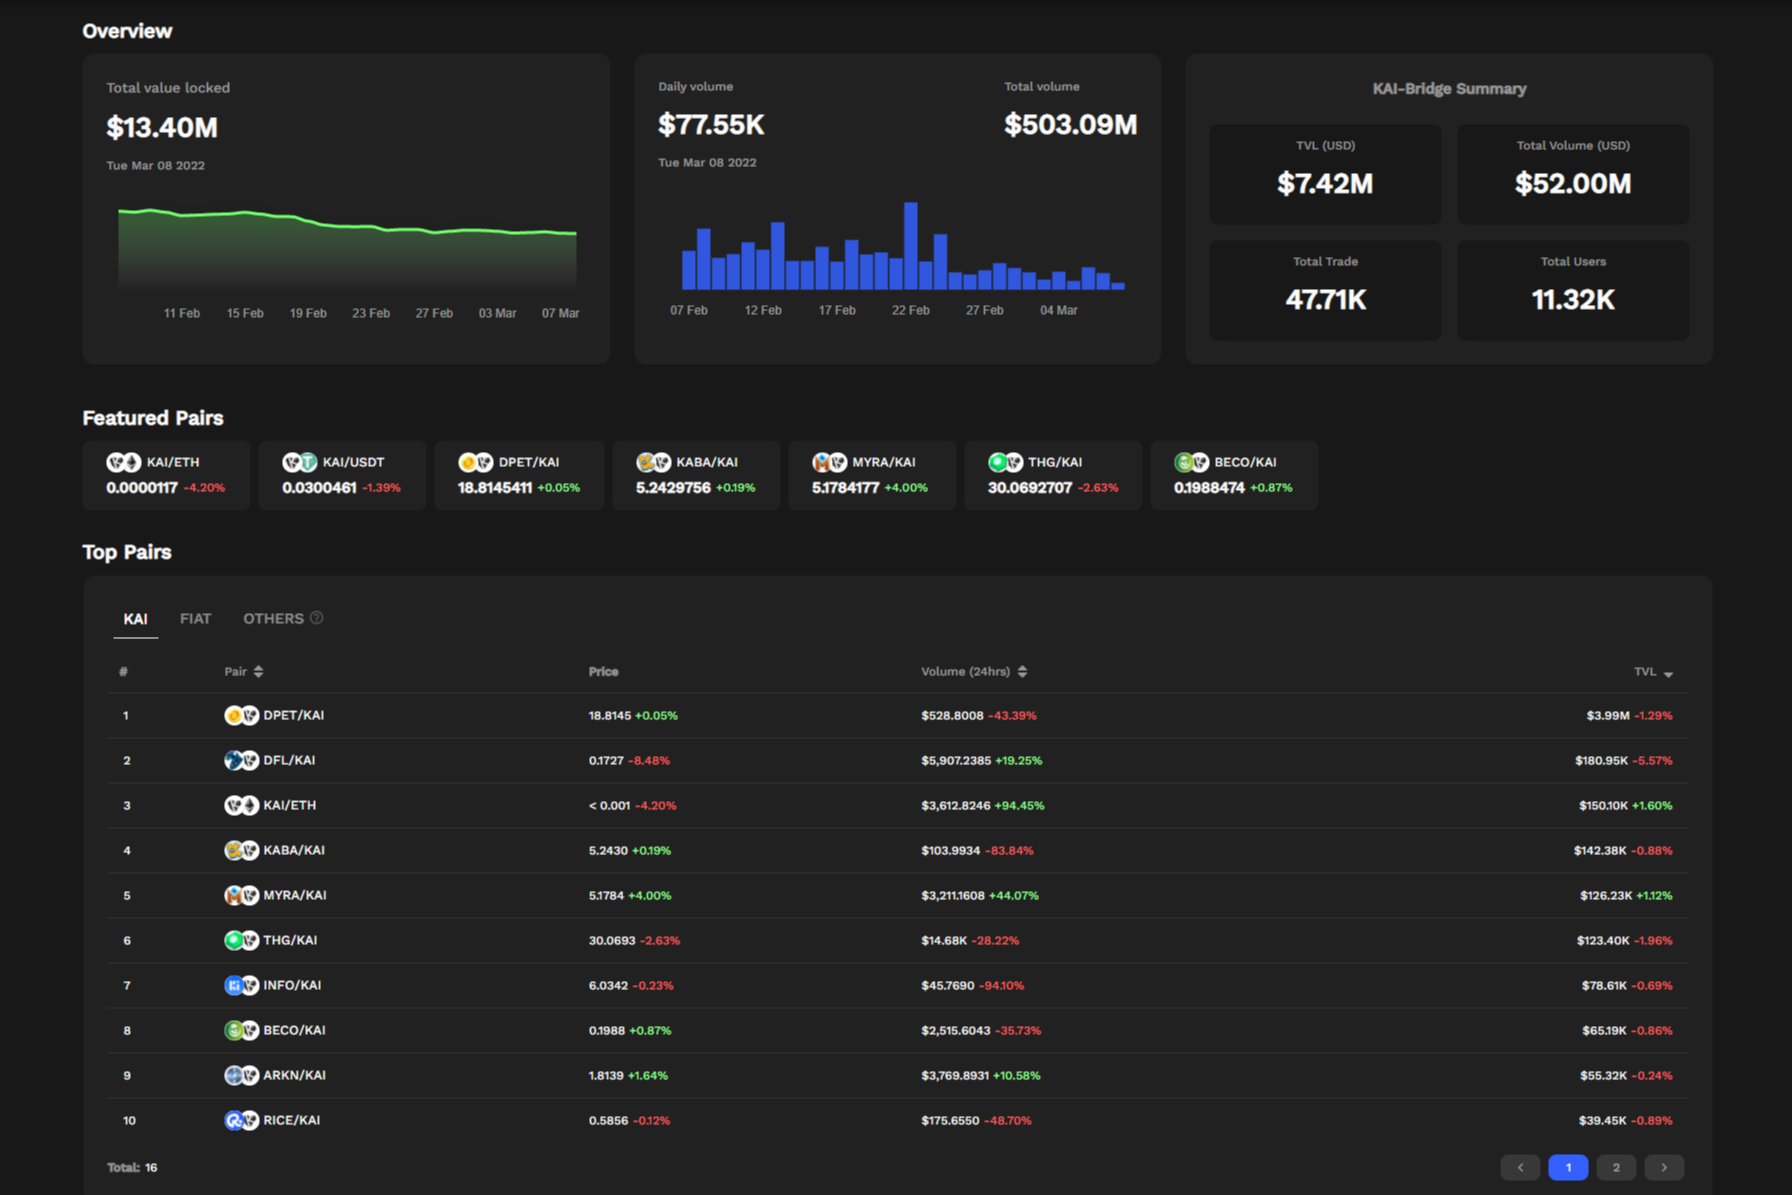 Overview
Total value locked
$13.40M
Tue Mar 08 2022
11 Feb 15 Feb 19 Feb 23 Feb 27 Feb 03 Mar 07 Mar
Daily volume Total volume
$77.55K $503.09M
Tue Mar 08 2022
07 Feb 12 Feb 17 Feb 22 Feb 27 Feb 04 Mar
KAI-Bridge Summary
TVL (USD) Total Volume (USD)
$7.42M $52.00M
Total Trade Total Users
47.71K 11.32K
Featured Pairs
KAI/ETH KAI/USDT DPET/KAI KABA/KAI MYRA/KAI THG/KAI BECO/KAI
0.0000117 -4.20% 0.0300461 -1.39% 18.8145411 +0.05% 5.2429756 +0.19% 5.1784177 +4.00% 30.0692707 -2.63% 0.1988474 +0.87%
Top Pairs
KAI FIAT OTHERS
# Pair Price Volume (24hrs) TVL
1 DPET/KAI 18.8145 +0.05% $528.8008 -43.39% $3.99M -1.29%
2 DFL/KAI 0.1727 -8.48% $5,907.2385 +19.25% $180.95K -5.57%
3 KAI/ETH < 0.001 -4.20% $3,612.8246 +94.45% $150.10K +1.60%
4 KABA/KAI 5.2430 +0.19% $103.9934 -83.84% $142.38K -0.88%
5 MYRA/KAI 5.1784 +4.00% $3,211.1608 +44.07% $126.23K +1.12%
6 THG/KAI 30.0693 -2.63% $14.68K -28.22% $123.40K -1.96%
7 INFO/KAI 6.0342 -0.23% $45.7690 -94.10% $78.61K -0.69%
8 BECO/KAI 0.1988 +0.87% $2,515.6043 -35.73% $65.19K -0.86%
9 ARKN/KAI 1.8139 +1.64% $3,769.8931 +10.58% $55.32K -0.24%
10 RICE/KAI 0.5856 -0.12% $175.6550 -48.70% $39.45K -0.89%
Total: 16 < 1 2 >